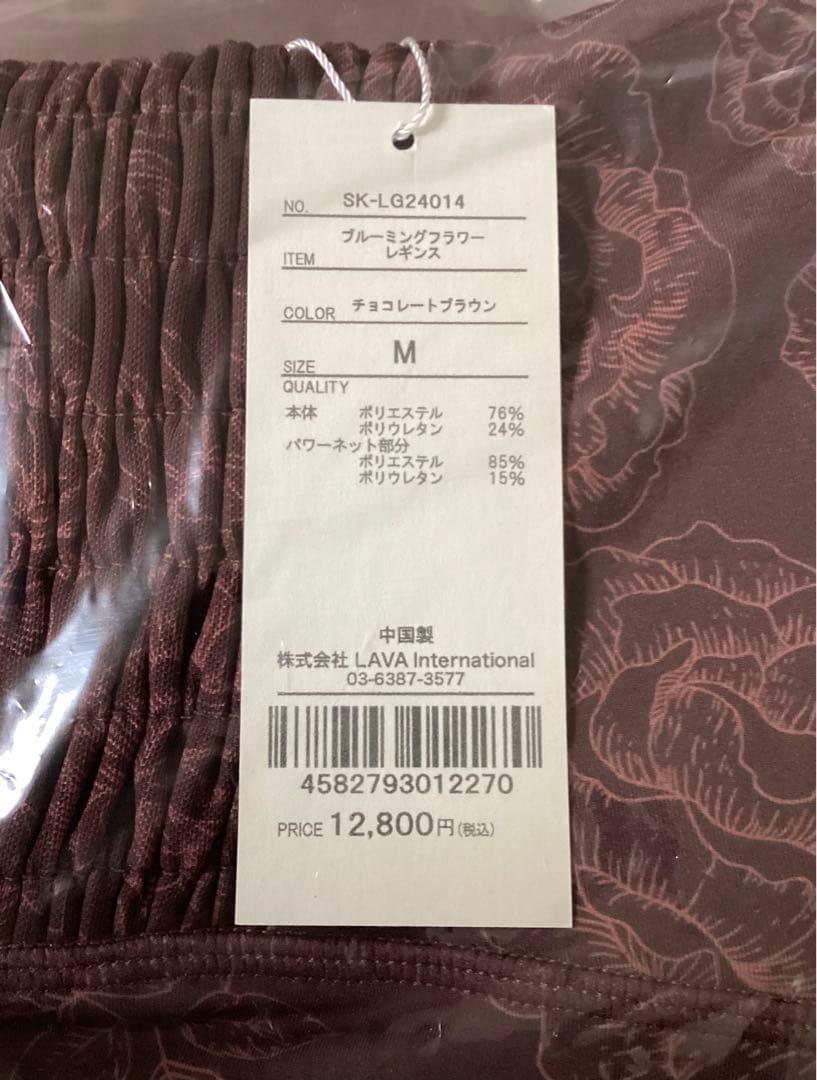 NO. SK-LG24014
ITEM ブルーミングフラワー
レギンス
COLOR チョコレートブラウン
SIZE M
QUALITY
本体 ポリエステル 76%
ポリウレタン 24%
パワーネット部分
ポリエステル 85%
ポリウレタン 15%
中国製
株式会社 LAVA International
03-6387-3577
4582793012270
PRICE 12,800円(税込)